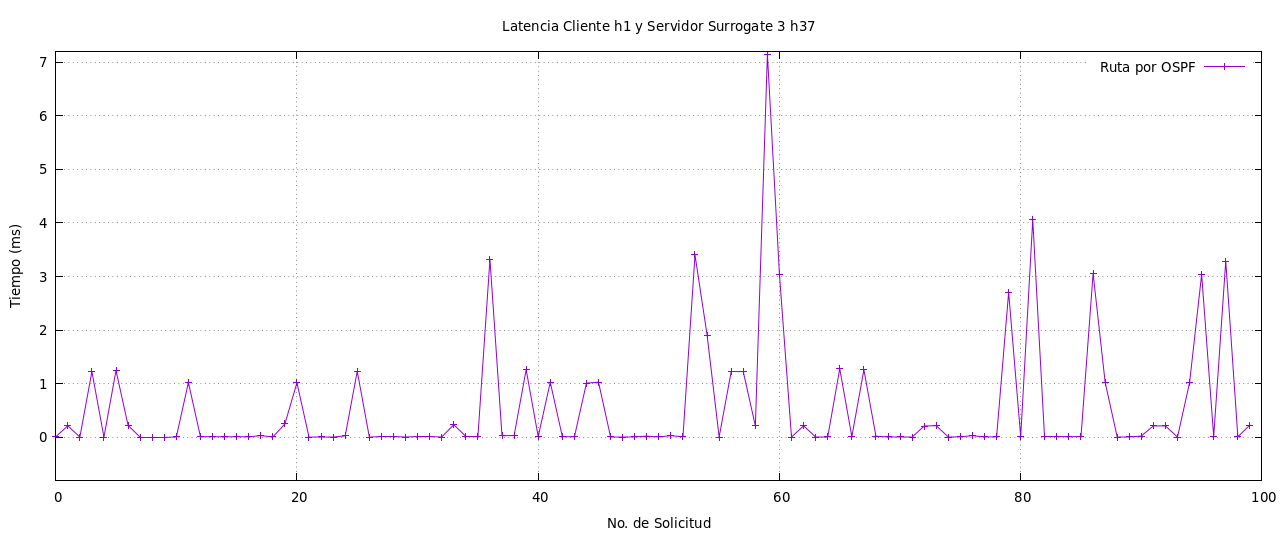 Latencia Cliente h1 y Servidor Surrogate 3 h37
Ruta por OSPF
7
6
5
4
3
2
1
0
Tiempo (ms)
0 20 40 60 80 100
No. de Solicitud